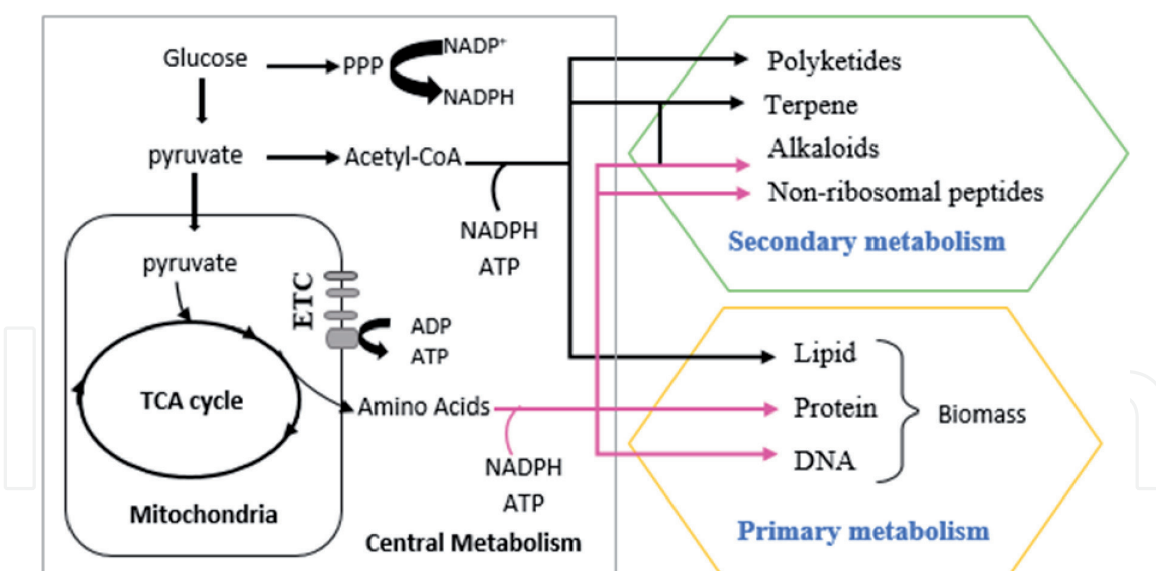 Glucose
PPP
NADP⁺
NADPH
pyruvate
Acetyl-CoA
NADPH
ATP
pyruvate
ETC
ADP
ATP
TCA cycle
Amino Acids
NADPH
ATP
Mitochondria
Central Metabolism
Polyketides
Terpene
Alkaloids
Non-ribosomal peptides
Secondary metabolism
Lipid
Protein
DNA
Biomass
Primary metabolism